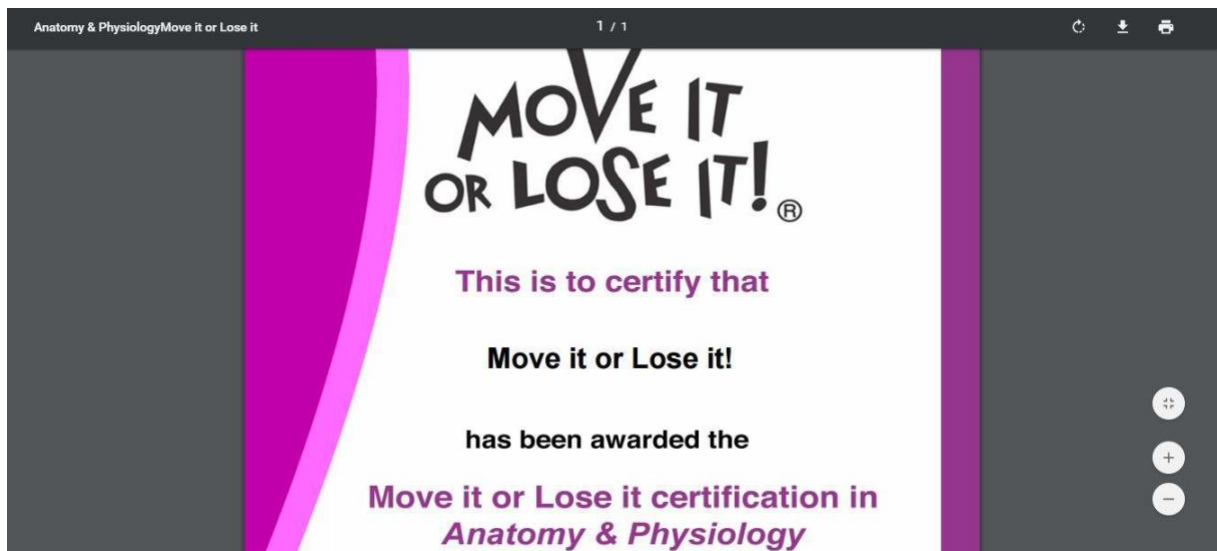 Anatomy & PhysiologyMove it or Lose it
1 / 1
MOVE IT
OR LOSE IT!®
This is to certify that
Move it or Lose it!
has been awarded the
Move it or Lose it certification in
Anatomy & Physiology